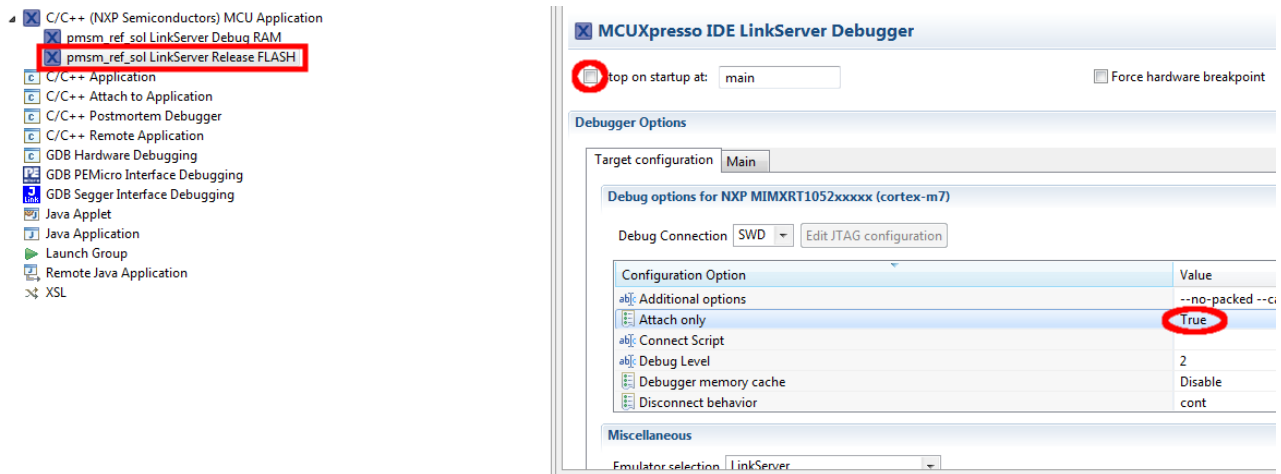 C/C++ (NXP Semiconductors) MCU Application
pmsm_ref_sol LinkServer Debug RAM
pmsm_ref_sol LinkServer Release FLASH
C/C++ Application
C/C++ Attach to Application
C/C++ Postmortem Debugger
C/C++ Remote Application
GDB Hardware Debugging
GDB PEMicro Interface Debugging
GDB Segger Interface Debugging
Java Applet
Java Application
Launch Group
Remote Java Application
XSL
MCUXpresso IDE LinkServer Debugger
top on startup at: main Force hardware breakpoint
Debugger Options
Target configuration Main
Debug options for NXP MIMXRT1052xxxxx (cortex-m7)
Debug Connection SWD Edit JTAG configuration
Configuration Option Value
Additional options --no-packed --ca
Attach only True
Connect Script
Debug Level 2
Debugger memory cache Disable
Disconnect behavior cont
Miscellaneous
Emulator selection LinkServer